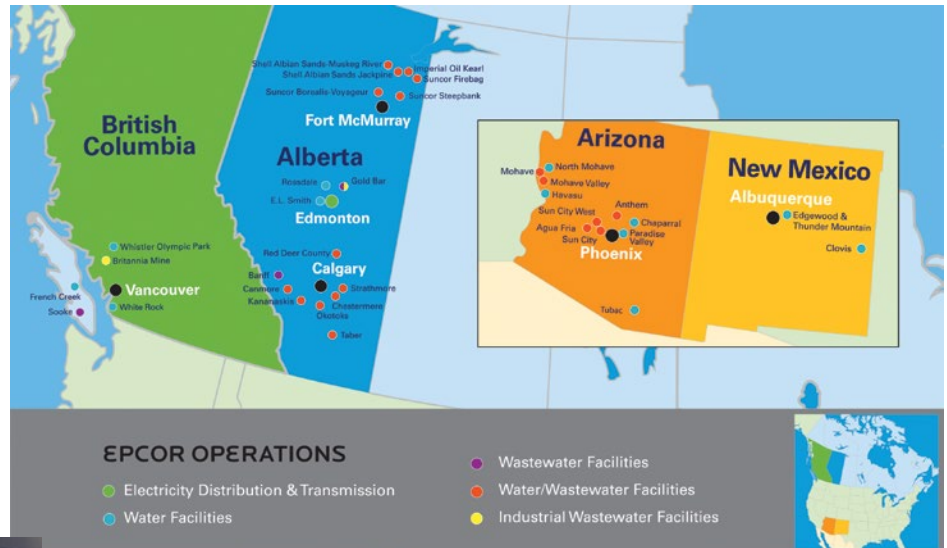 Shell Albian Sands-Muskeg River
Shell Albian Sands Jackpine
Imperial Oil Kearl
Suncor Firebag
Suncor Borealis-Voyageur
Suncor Steepbank
Fort McMurray
British
Columbia
Alberta
Rossdale
Gold Bar
E.L. Smith
Edmonton
Whistler Olympic Park
Britannia Mine
Red Deer County
Calgary
Banff
Canmore
Kananaskis
Strathmore
Chestermere
Okotoks
Taber
French Creek
Vancouver
Sooke
White Rock
Arizona
New Mexico
Mohave
North Mohave
Mohave Valley
Havasu
Anthem
Sun City West
Agua Fria
Sun City
Chaparral
Paradise
Valley
Phoenix
Tubac
Albuquerque
Edgewood &
Thunder Mountain
Clovis
EPCOR OPERATIONS
Electricity Distribution & Transmission
Water Facilities
Wastewater Facilities
Water/Wastewater Facilities
Industrial Wastewater Facilities